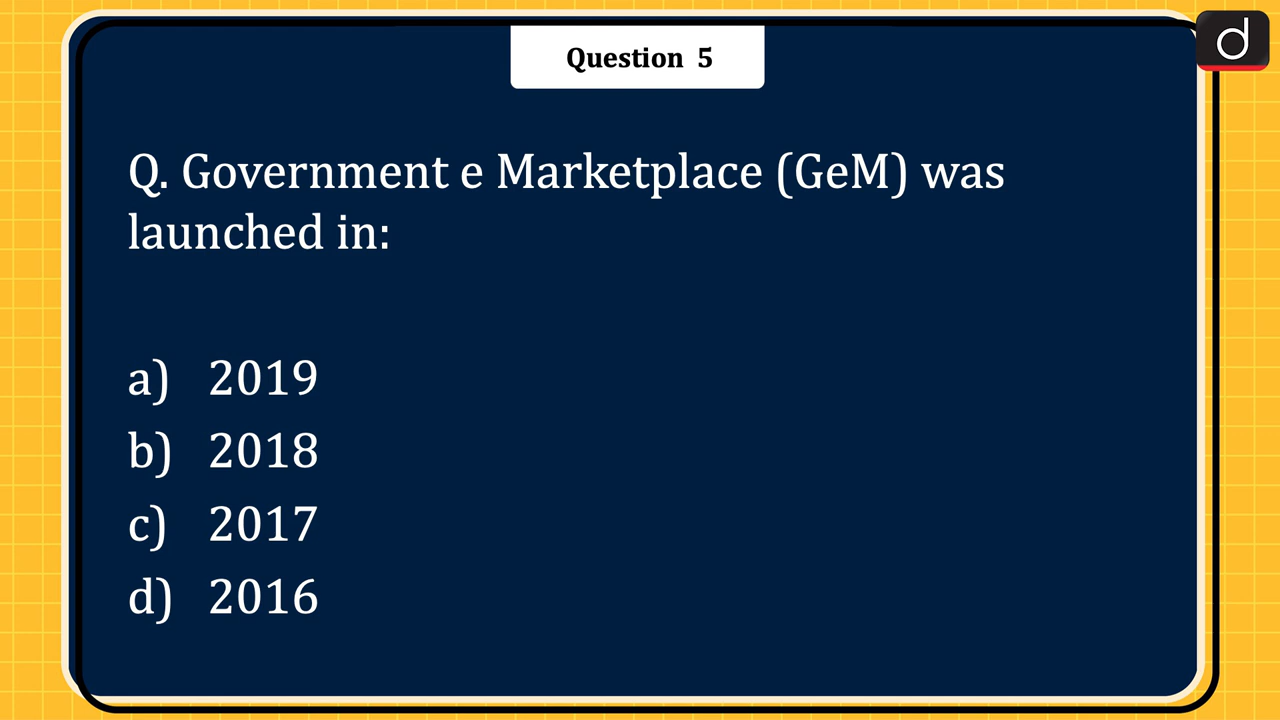 Question 5
d
Q. Government e Marketplace (GeM) was
launched in:
a) 2019
b) 2018
c) 2017
d) 2016